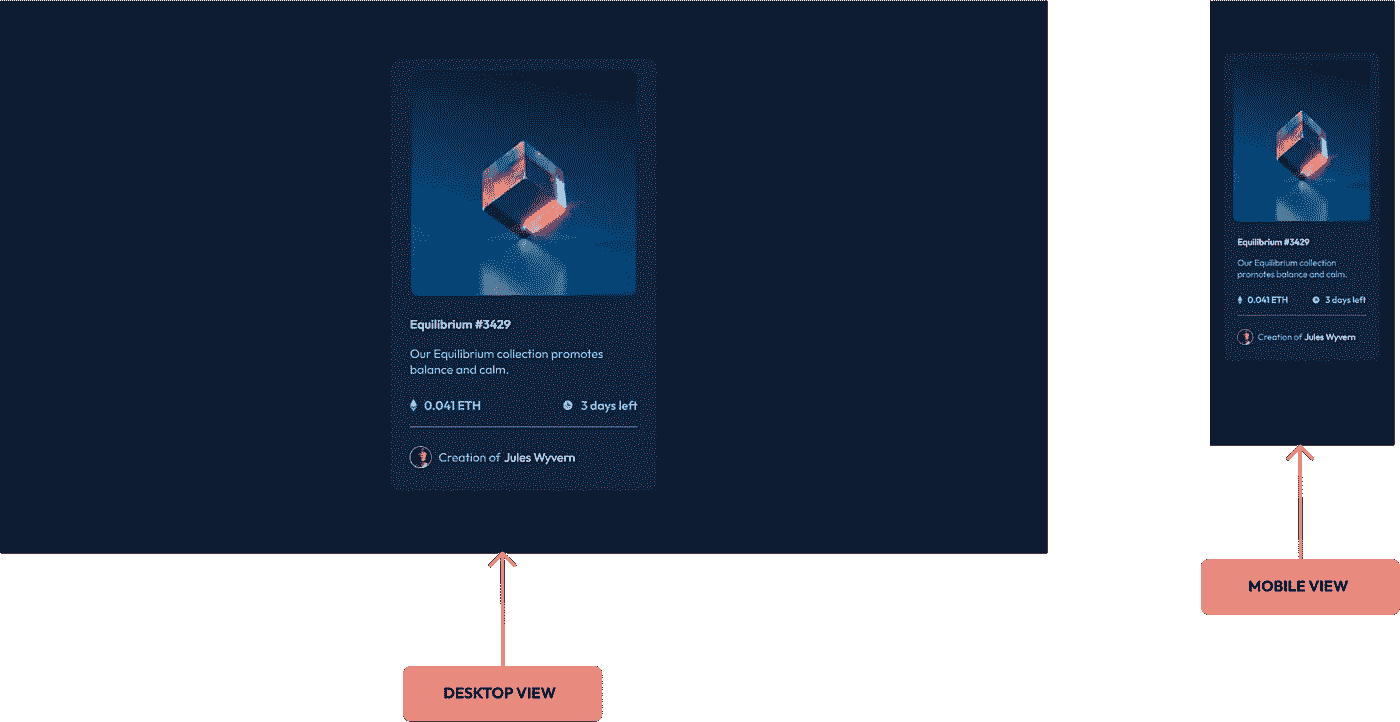 Equilibrium #3429
Our Equilibrium collection promotes
balance and calm.
0.041 ETH
3 days left
Creation of Jules Wyvern
DESKTOP VIEW
Equilibrium #3429
Our Equilibrium collection
promotes balance and calm.
0.041 ETH
3 days left
Creation of Jules Wyvern
MOBILE VIEW